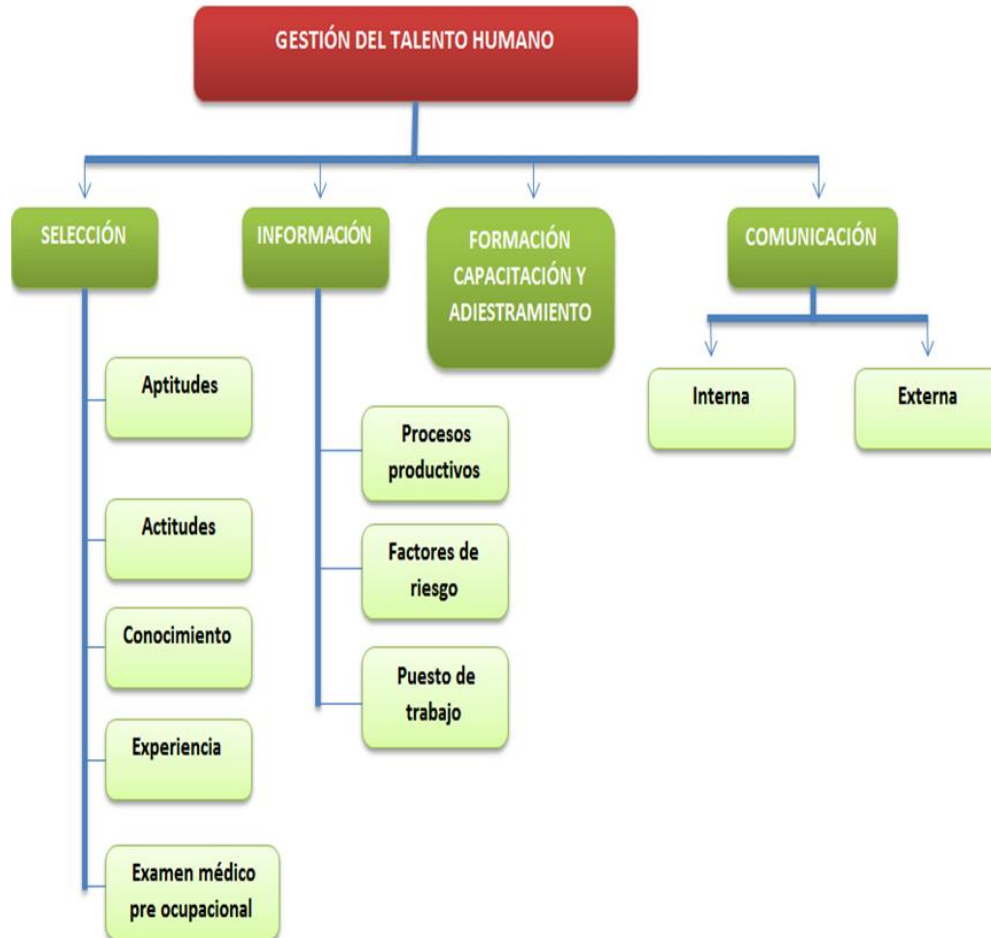 GESTIÓN DEL TALENTO HUMANO
SELECCIÓN
INFORMACIÓN
FORMACIÓN
CAPACITACIÓN Y
ADIESTRAMIENTO
COMUNICACIÓN
Aptitudes
Actitudes
Conocimiento
Experiencia
Examen médico
pre ocupacional
Procesos
productivos
Factores de
riesgo
Puesto de
trabajo
Interna
Externa